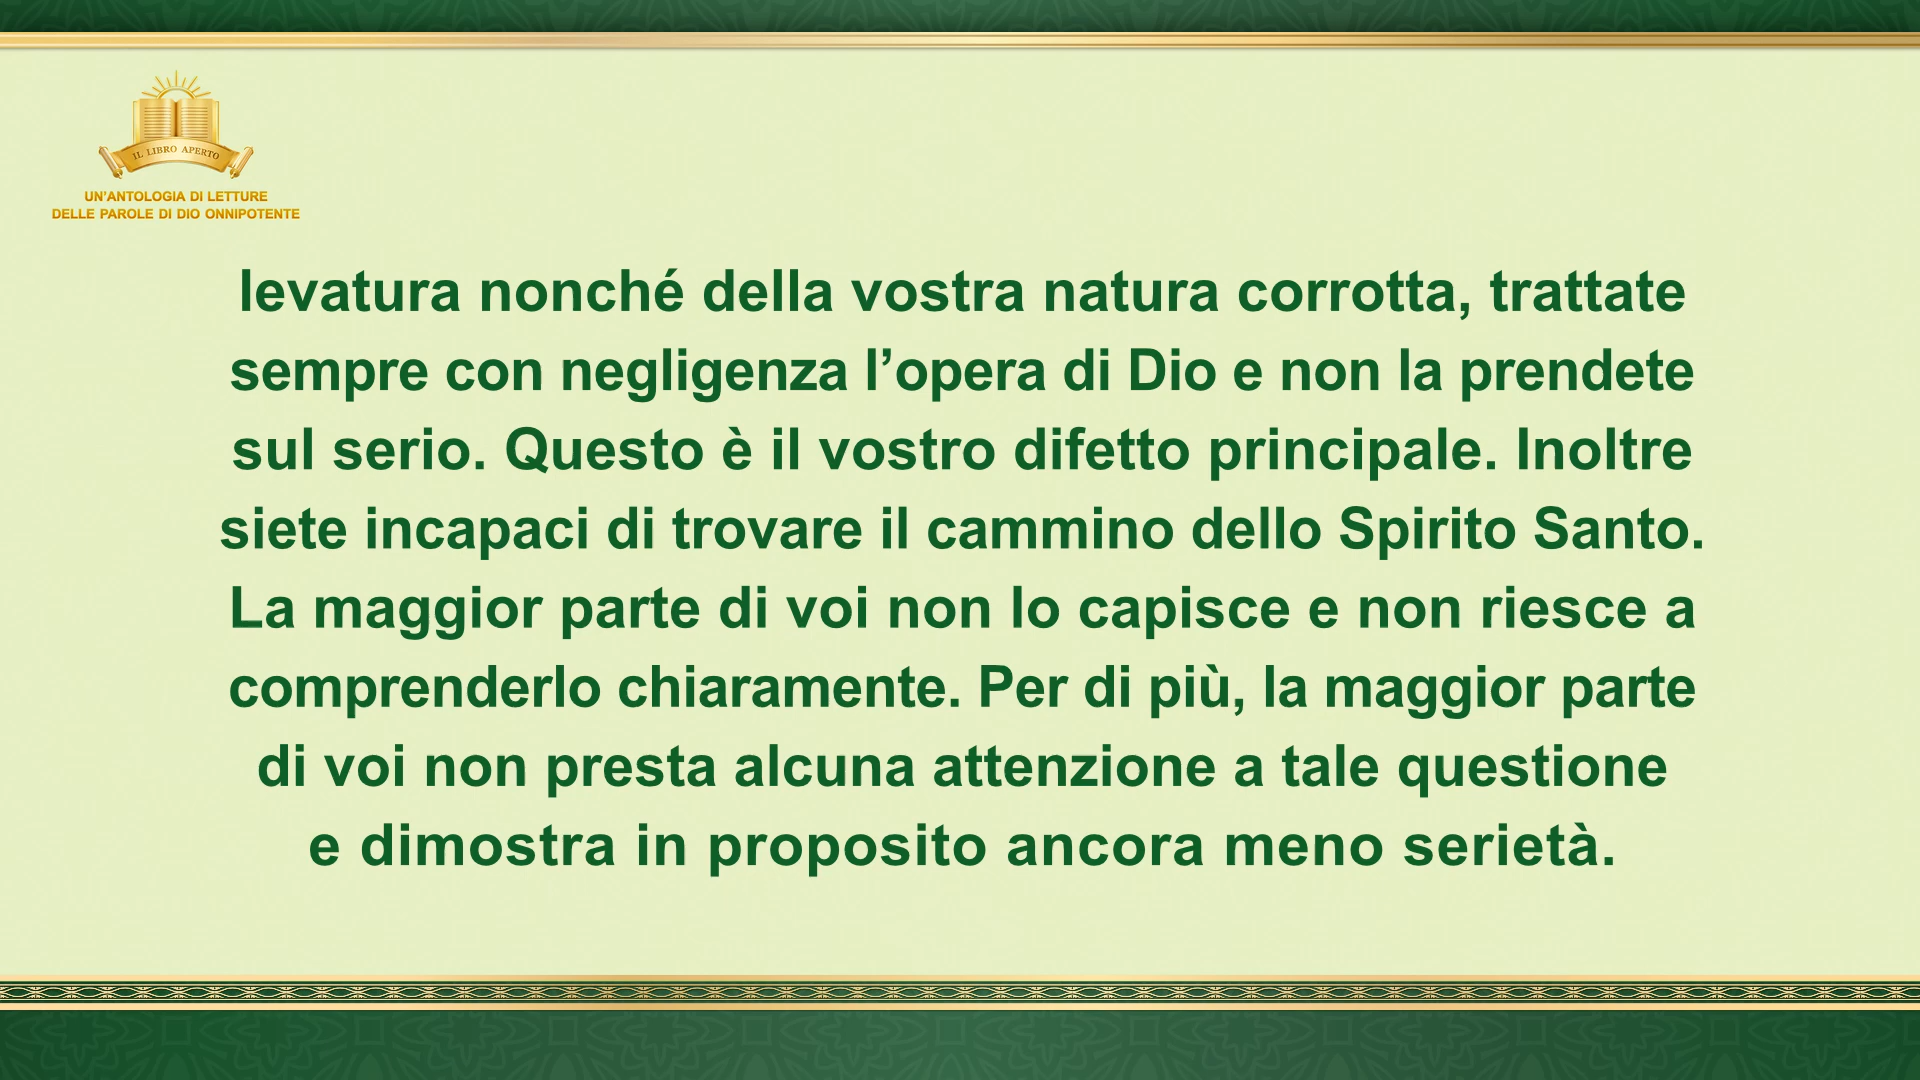 IL LIBRO APERTO
UN’ANTOLOGIA DI LETTURE
DELLE PAROLE DI DIO ONNIPOTENTE
levatura nonché della vostra natura corrotta, trattate
sempre con negligenza l’opera di Dio e non la prendete
sul serio. Questo è il vostro difetto principale. Inoltre
siete incapaci di trovare il cammino dello Spirito Santo.
La maggior parte di voi non lo capisce e non riesce a
comprenderlo chiaramente. Per di più, la maggior parte
di voi non presta alcuna attenzione a tale questione
e dimostra in proposito ancora meno serietà.